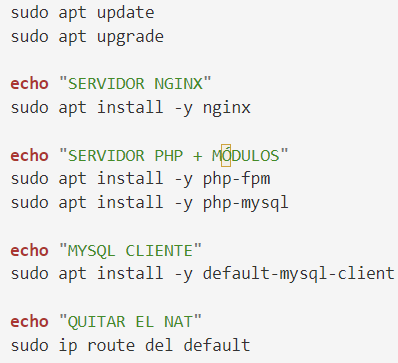 sudo apt update
sudo apt upgrade
echo "SERVIDOR NGINX"
sudo apt install -y nginx
echo "SERVIDOR PHP + MÓDULOS"
sudo apt install -y php-fpm
sudo apt install -y php-mysql
echo "MYSQL CLIENTE"
sudo apt install -y default-mysql-client
echo "QUITAR EL NAT"
sudo ip route del default